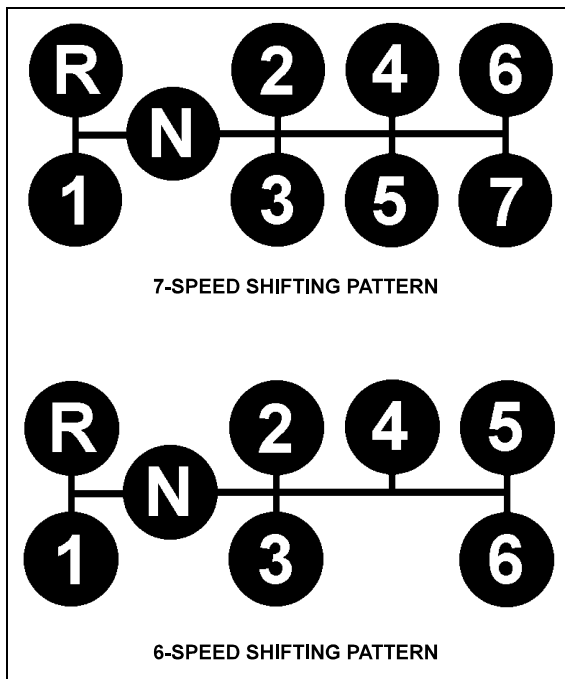 R 2 4 6
N
1 3 5 7
7-SPEED SHIFTING PATTERN
R 2 4 5
N
1 3 6
6-SPEED SHIFTING PATTERN